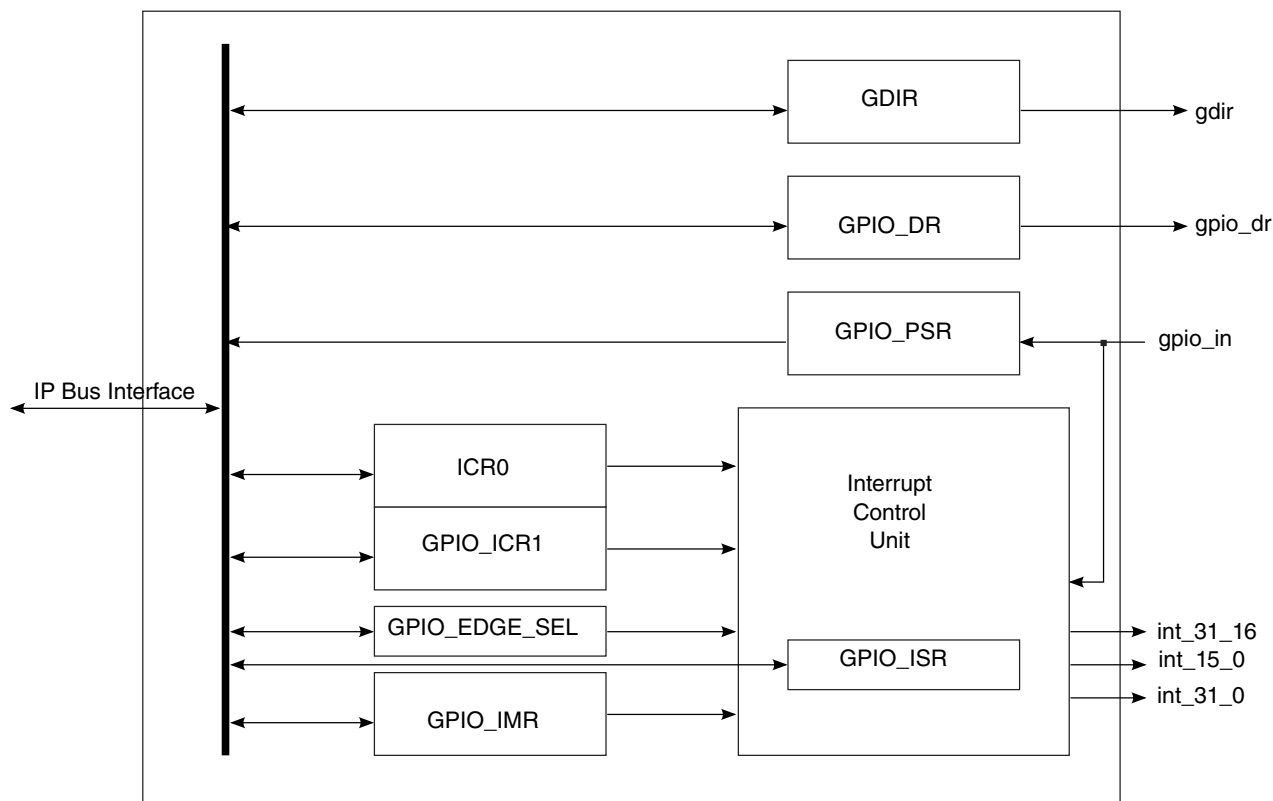 GDIR
gdir
GPIO_DR
gpio_dr
GPIO_PSR
gpio_in
IP Bus Interface
ICR0
Interrupt
Control
Unit
GPIO_ICR1
GPIO_EDGE_SEL
int_31_16
GPIO_ISR
int_15_0
int_31_0
GPIO_IMR